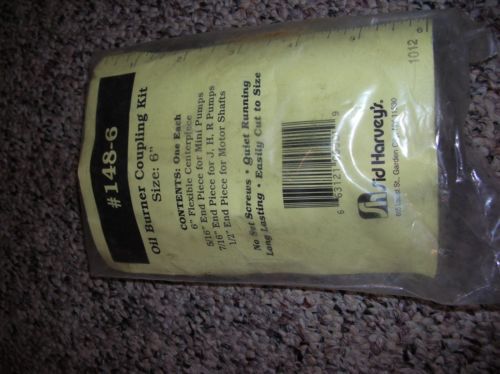 #148-6
Oil Burner Coupling Kit
Size: 6"
CONTENTS: One Each
6" Flexible Centerpiece
5/16" End Piece for Mini Pumps
7/16" End Piece for J, H, R Pumps
1/2" End Piece for Motor Shafts
No Set Screws • Quiet Running
Long Lasting • Easily Cut to Size
Sid Harvey's
Garden
1012